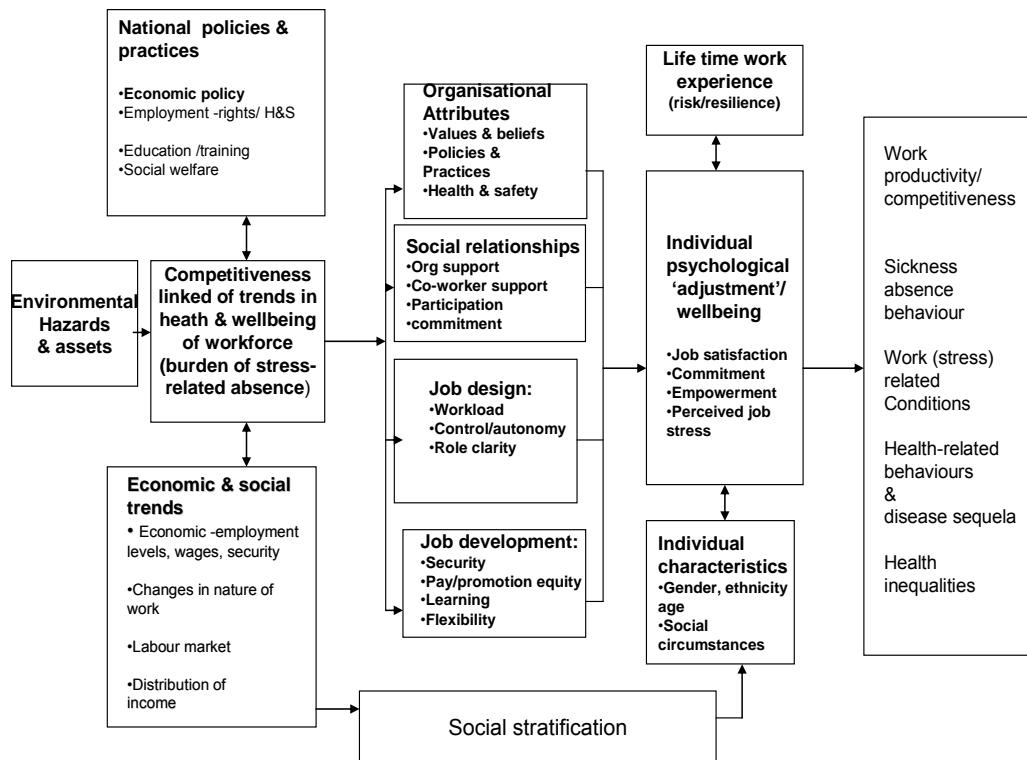 National policies &
practices
•Economic policy
•Employment -rights/ H&S
•Education /training
•Social welfare
Environmental
Hazards
& assets
Competitiveness
linked of trends in
heath & wellbeing
of workforce
(burden of stress-
related absence)
Economic & social
trends
• Economic -employment
levels, wages, security
•Changes in nature of
work
•Labour market
•Distribution of
income
Organisational
Attributes
•Values & beliefs
•Policies &
Practices
•Health & safety
Social relationships
•Org support
•Co-worker support
•Participation
•commitment
Job design:
•Workload
•Control/autonomy
•Role clarity
Job development:
•Security
•Pay/promotion equity
•Learning
•Flexibility
Social stratification
Life time work
experience
(risk/resilience)
Individual
psychological
‘adjustment’/
wellbeing
•Job satisfaction
•Commitment
•Empowerment
•Perceived job
stress
Individual
characteristics
•Gender, ethnicity
age
•Social
circumstances
Work
productivity/
competitiveness
Sickness
absence
behaviour
Work (stress)
related
Conditions
Health-related
behaviours
&
disease sequela
Health
inequalities